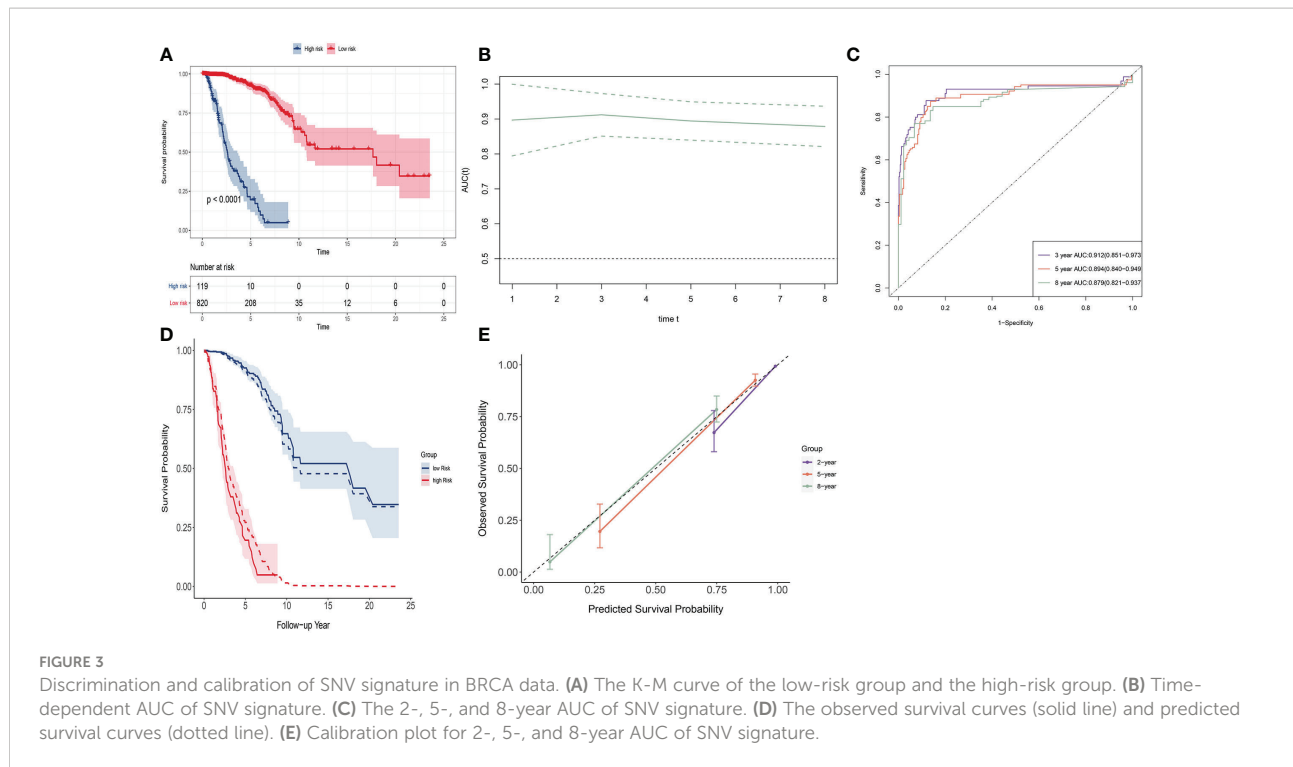 A
High risk
Low risk
Survival probability
1.00
0.75
0.50
0.25
0.00
p < 0.0001
0
5
10
15
20
25
Time
Number at risk
High risk 119 10 0 0 0 0
Low risk 820 208 35 12 6 0
0
5
10
15
20
25
Time
B
AUC(t)
1.0
0.9
0.8
0.7
0.6
0.5
1
2
3
4
5
6
7
8
time t
C
Sensitivity
1.0
0.8
0.6
0.4
0.2
0.0
3 year AUC:0.912(0.851-0.973
5 year AUC:0.894(0.840-0.949
8 year AUC:0.879(0.821-0.937
0.0
0.2
0.4
0.6
0.8
1.0
1-Specificity
D
Survival Probability
1.00
0.75
0.50
0.25
0.00
Group
low Risk
high Risk
0
5
10
15
20
25
Follow-up Year
E
Observed Survival Probability
1.00
0.75
0.50
0.25
0.00
Group
2-year
5-year
8-year
0.00
0.25
0.50
0.75
1.00
Predicted Survival Probability
FIGURE 3
Discrimination and calibration of SNV signature in BRCA data. (A) The K-M curve of the low-risk group and the high-risk group. (B) Time-
dependent AUC of SNV signature. (C) The 2-, 5-, and 8-year AUC of SNV signature. (D) The observed survival curves (solid line) and predicted
survival curves (dotted line). (E) Calibration plot for 2-, 5-, and 8-year AUC of SNV signature.